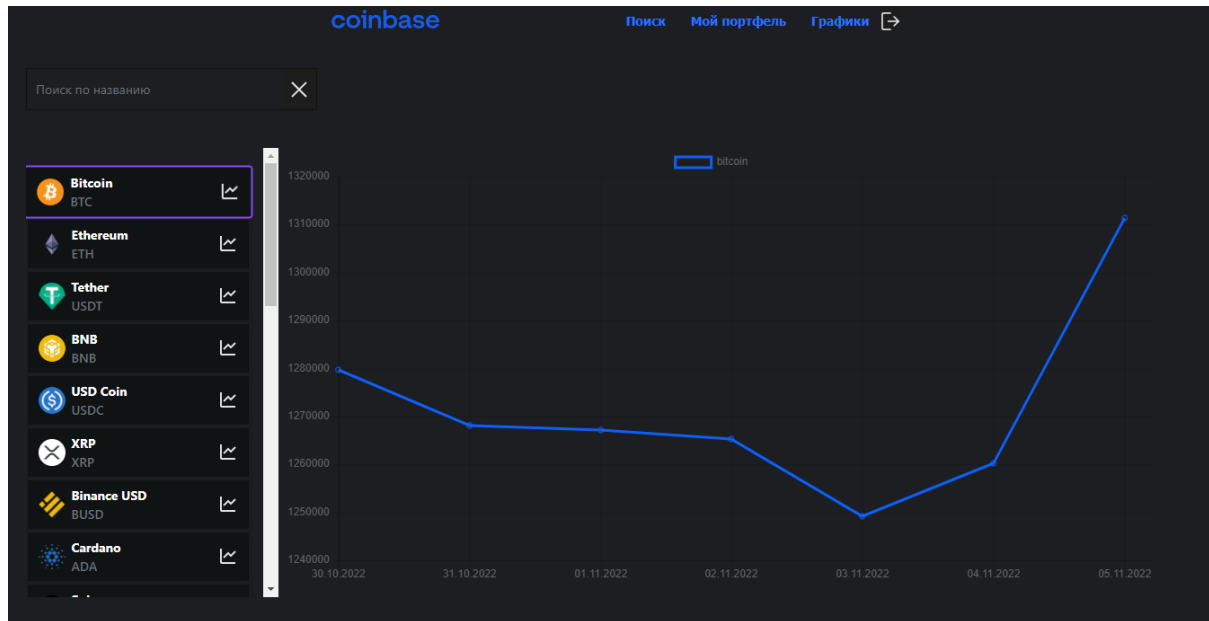 coinbase
Поиск Мой портфель Графики
Поиск по названию
Bitcoin
BTC
Ethereum
ETH
Tether
USDT
BNB
BNB
USD Coin
USDC
XRP
XRP
Binance USD
BUSD
Cardano
ADA
bitcoin
1320000
1310000
1300000
1290000
1280000
1270000
1260000
1250000
1240000
30.10.2022 31.10.2022 01.11.2022 02.11.2022 03.11.2022 04.11.2022 05.11.2022